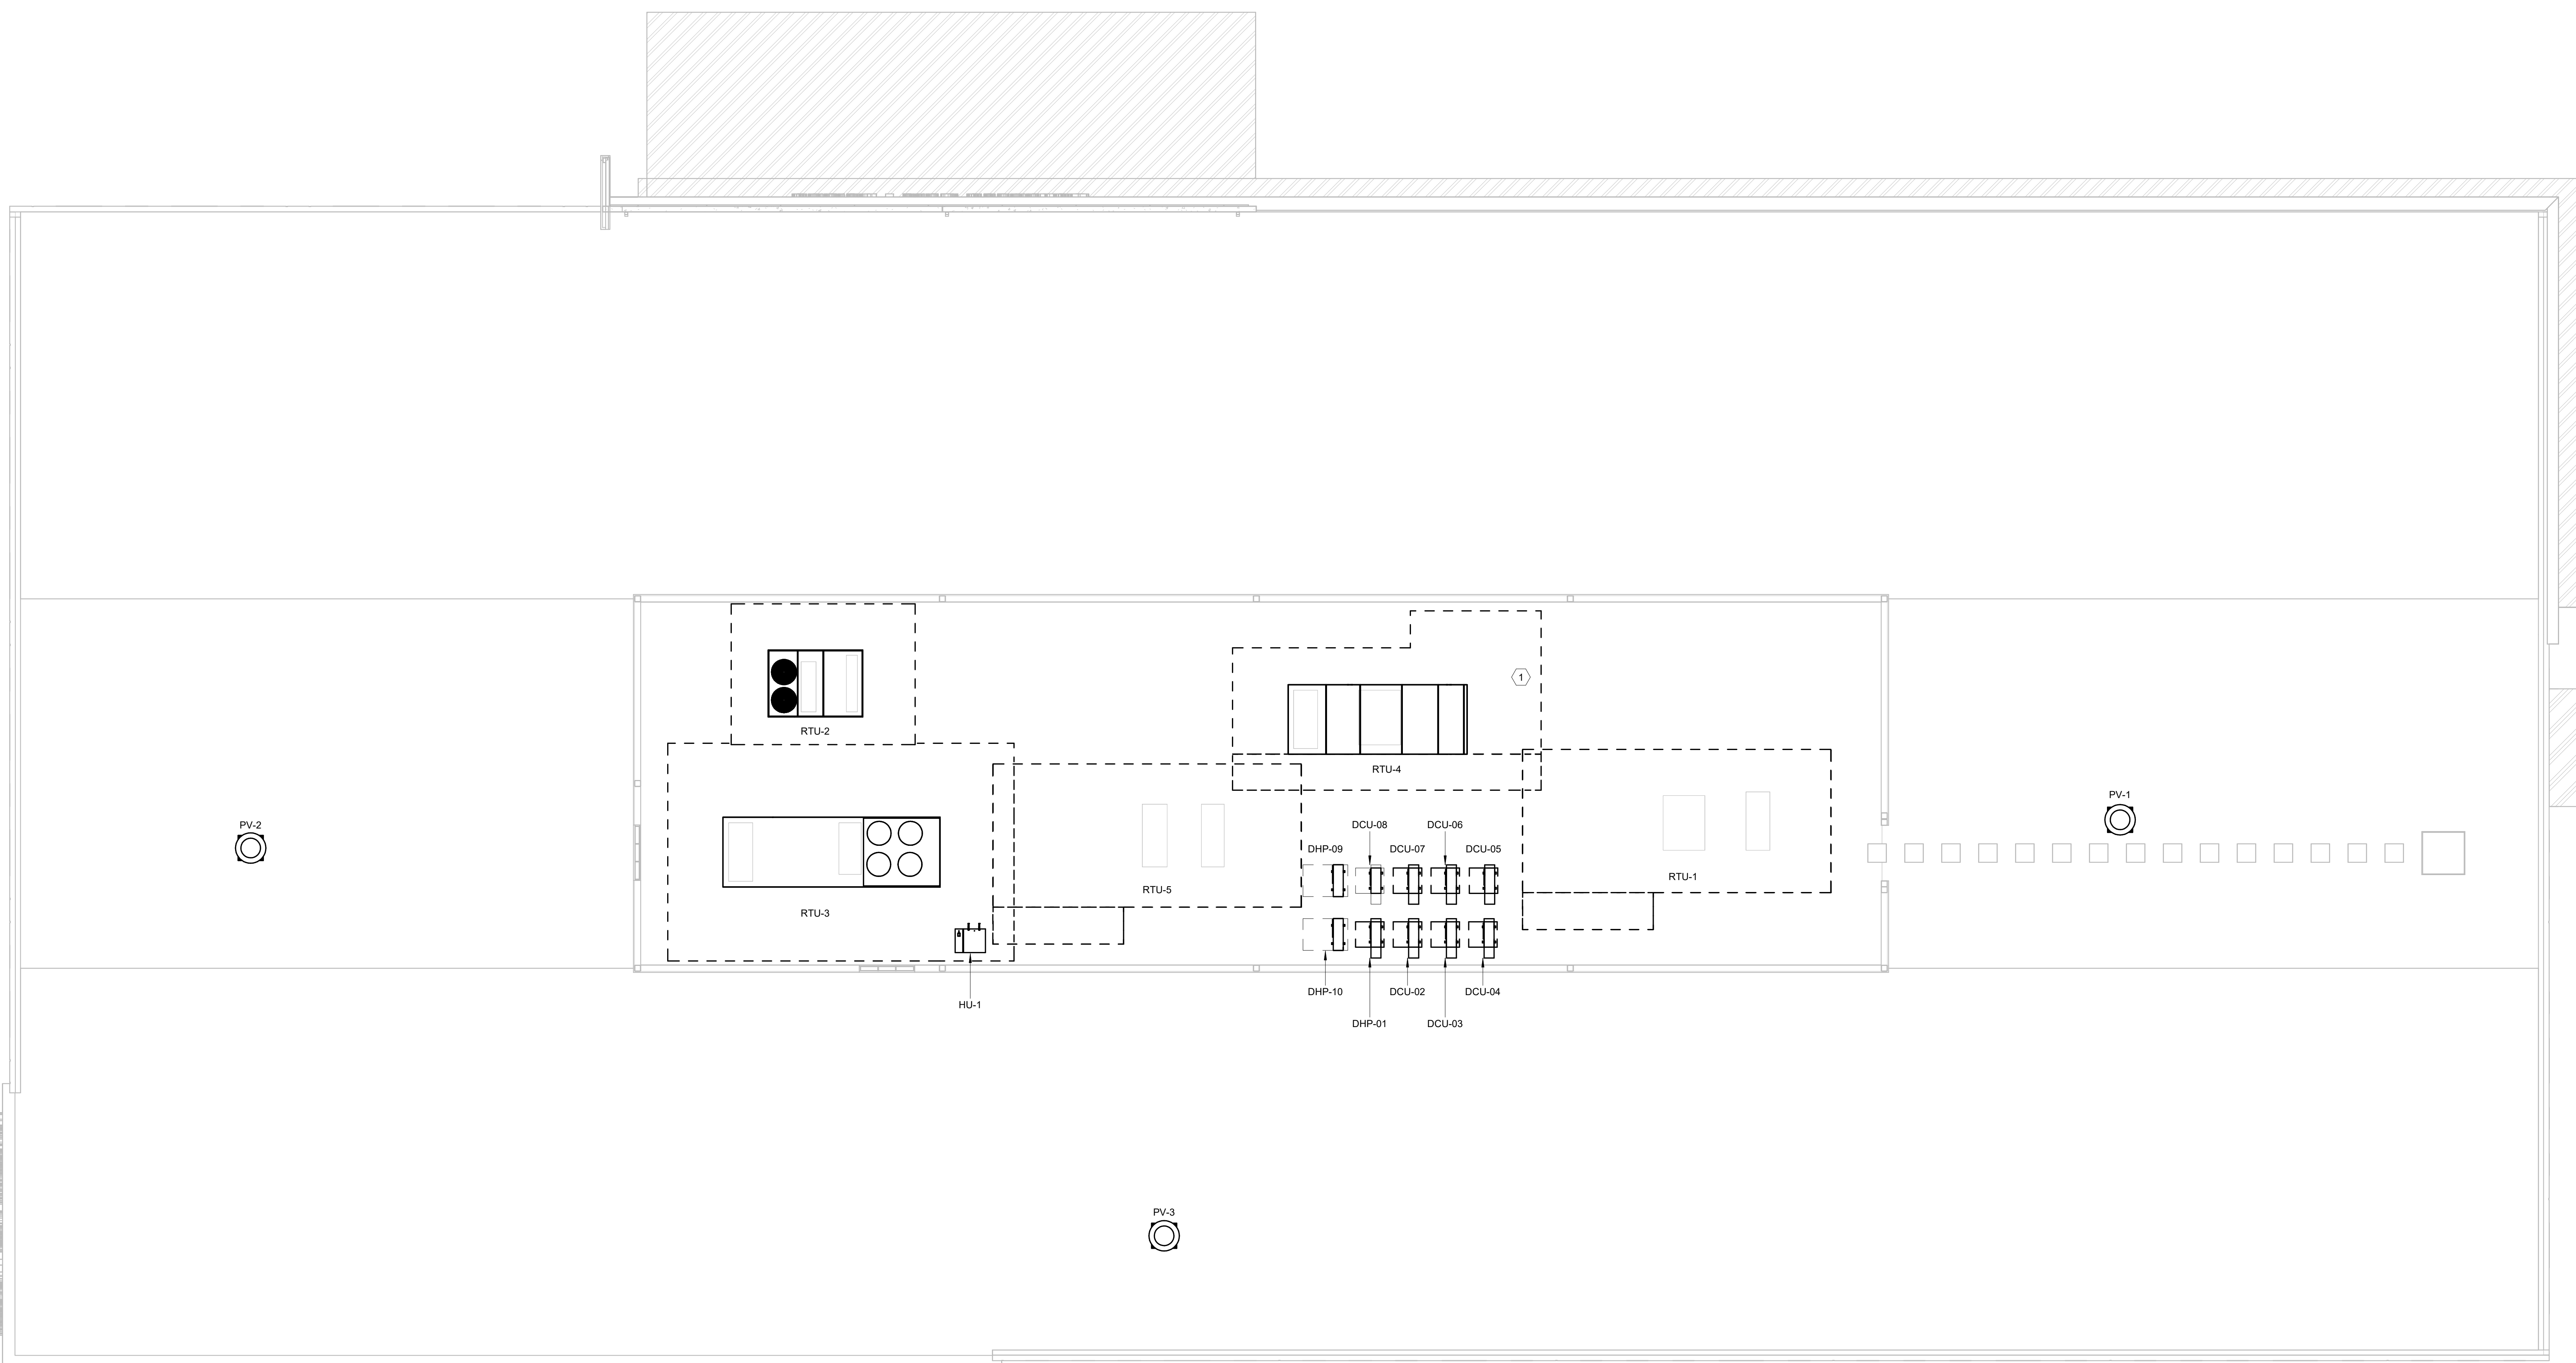 1
RTU-2
RTU-4
PV-1
PV-2
DCU-08
DCU-06
DHP-09
DCU-07
DCU-05
RTU-1
RTU-5
RTU-3
DHP-10
DCU-02
DCU-04
HU-1
DHP-01
DCU-03
PV-3